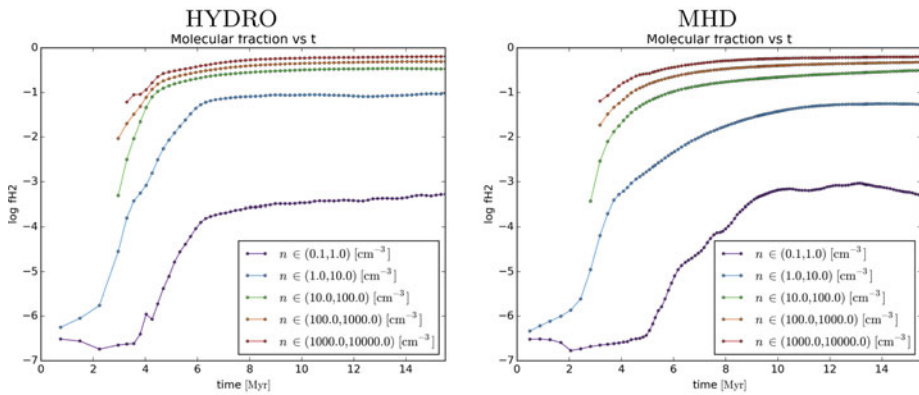 HYDRO
Molecular fraction vs t
log fH2
0
−1
−2
−3
−4
−5
−6
−7
n ∈ (0.1,1.0) [cm⁻³]
n ∈ (1.0,10.0) [cm⁻³]
n ∈ (10.0,100.0) [cm⁻³]
n ∈ (100.0,1000.0) [cm⁻³]
n ∈ (1000.0,10000.0) [cm⁻³]
0 2 4 6 8 10 12 14
time [Myr]
MHD
Molecular fraction vs t
log fH2
0
−1
−2
−3
−4
−5
−6
−7
n ∈ (0.1,1.0) [cm⁻³]
n ∈ (1.0,10.0) [cm⁻³]
n ∈ (10.0,100.0) [cm⁻³]
n ∈ (100.0,1000.0) [cm⁻³]
n ∈ (1000.0,10000.0) [cm⁻³]
0 2 4 6 8 10 12 14
time [Myr]